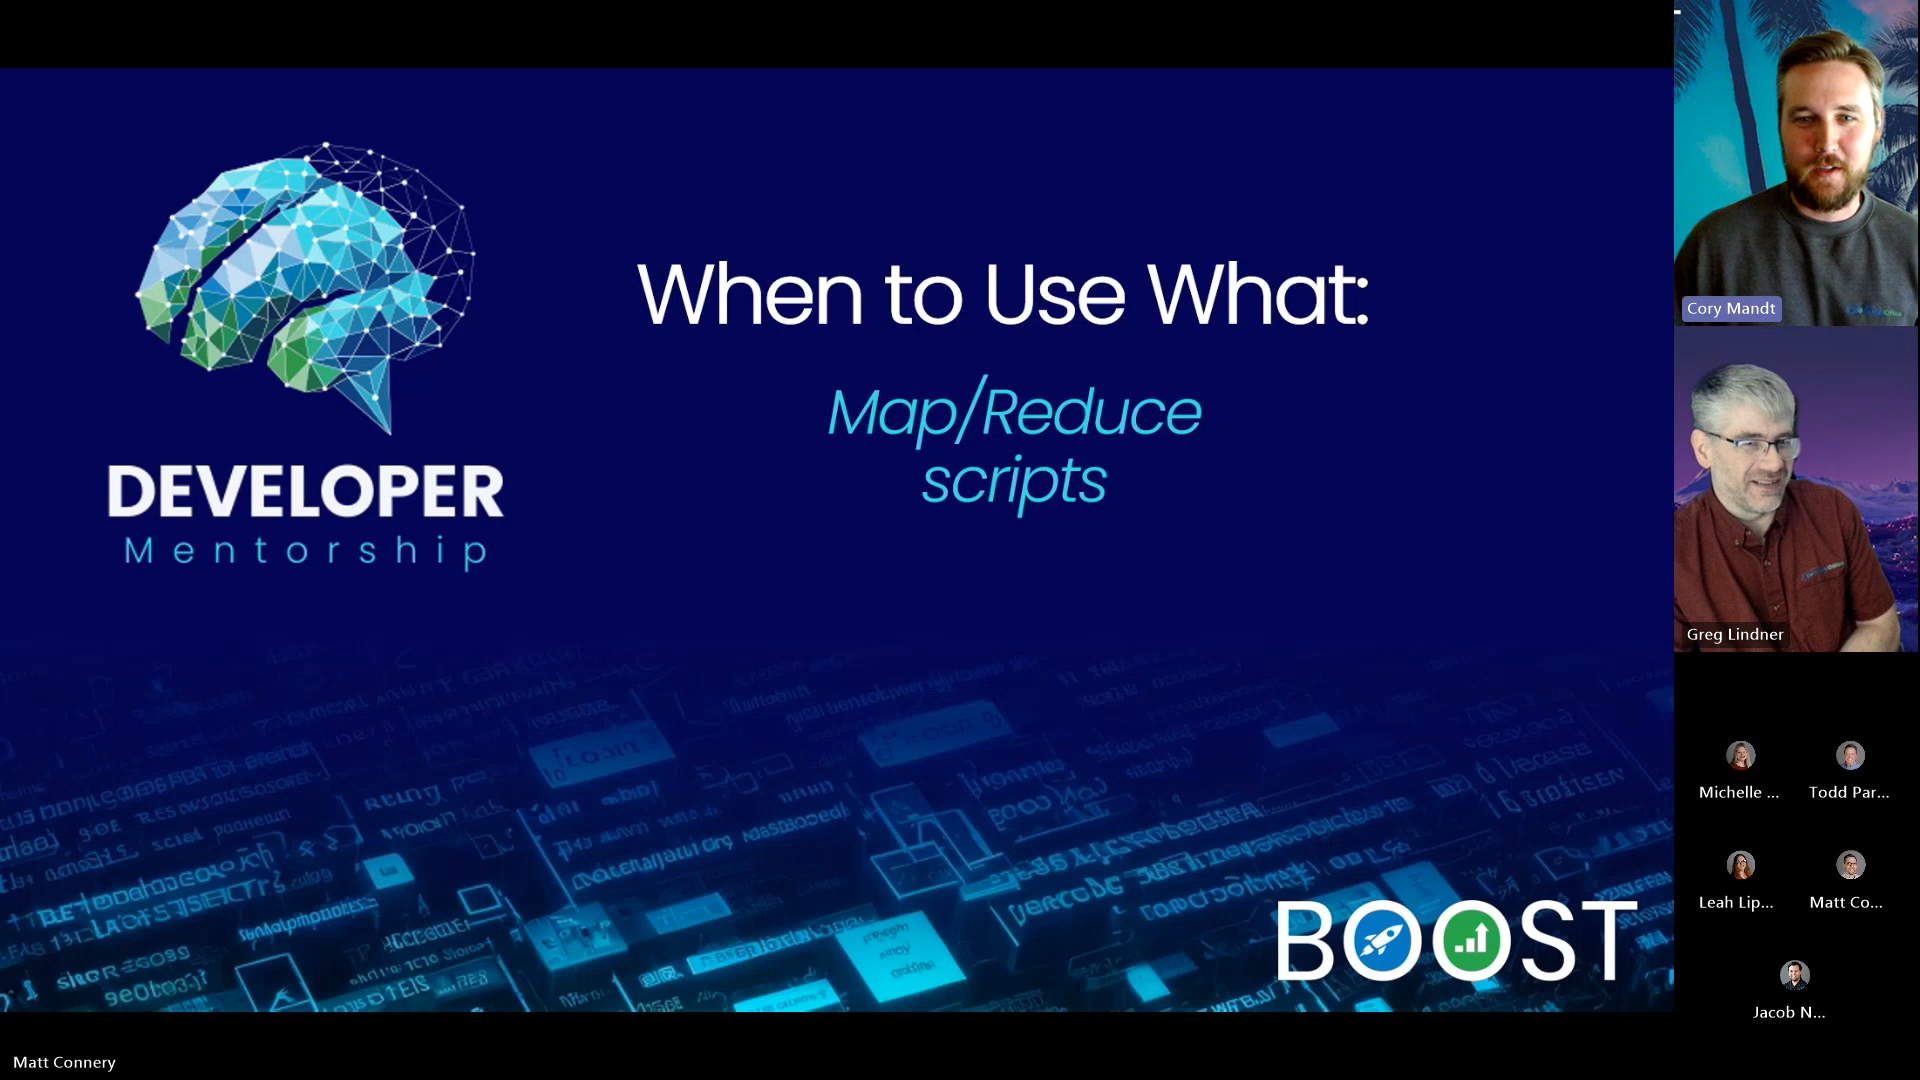 DEVELOPER
Mentorship
When to Use What:
Map/Reduce
scripts
BOOST
Cory Mandt
Greg Lindner
Michelle ...
Todd Par...
Leah Lip...
Matt Co...
Jacob N...
Matt Connery